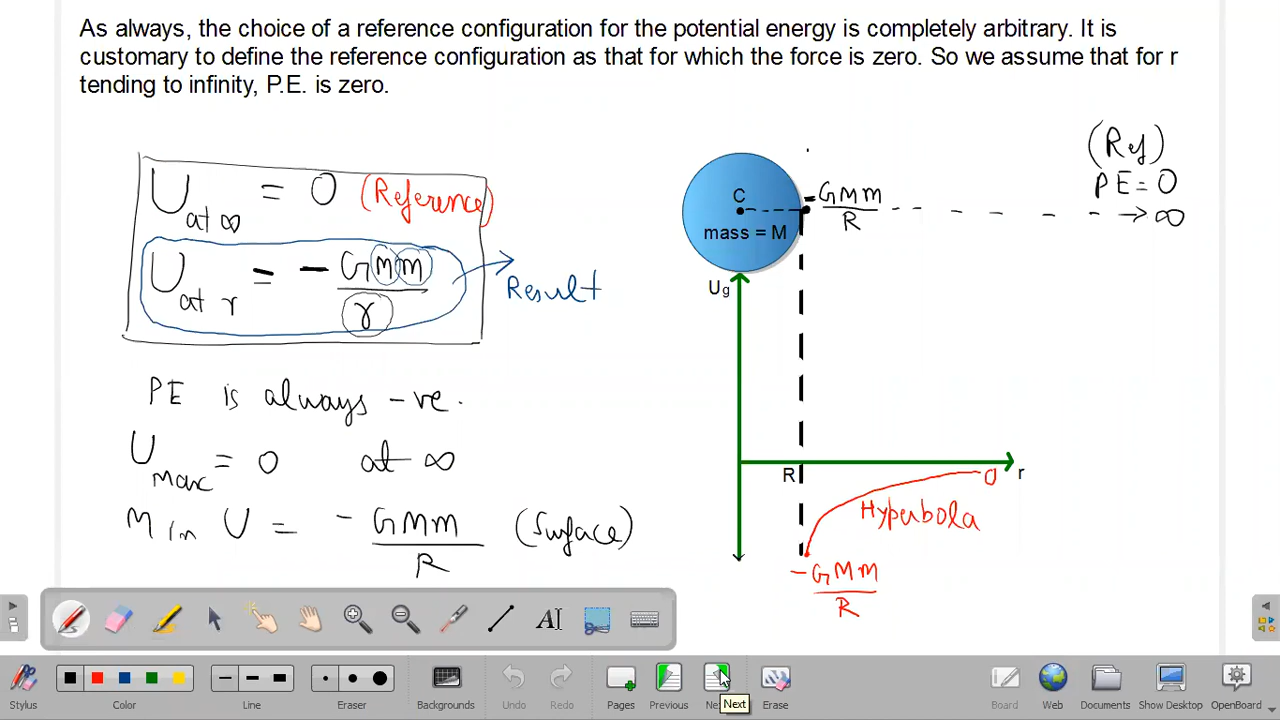 As always, the choice of a reference configuration for the potential energy is completely arbitrary. It is
customary to define the reference configuration as that for which the force is zero. So we assume that for r
tending to infinity, P.E. is zero.
U at ∞ = 0 (Reference)
U at r = - GMm/r
Result
PE is always -ve.
U max = 0 at ∞
Min U = - GMm/R (Surface)
(Ref)
PE = 0
C
-GMm/R
→ ∞
mass = M
Ug
R
r
0
Hyperbola
-GMm/R
Styles
Color
Line
Eraser
Backgrounds
Undo
Redo
Pages
Previous
Next
Erase
Board
Web
Documents
Show Desktop
OpenBoard